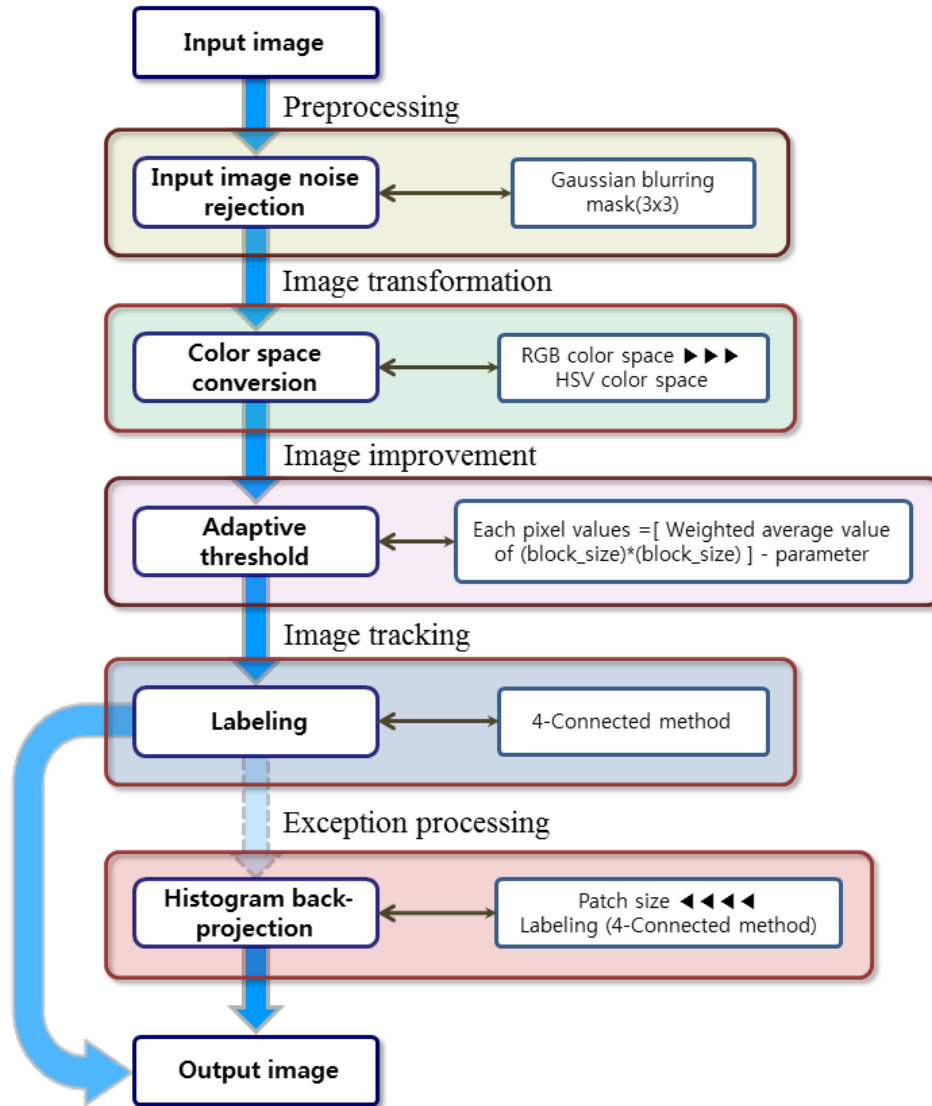 Input image
Preprocessing
Input image noise
rejection
Gaussian blurring
mask(3x3)
Image transformation
Color space
conversion
RGB color space ▶ ▶ ▶
HSV color space
Image improvement
Adaptive
threshold
Each pixel values =[ Weighted average value
of (block_size)*(block_size) ] - parameter
Image tracking
Labeling
4-Connected method
Exception processing
Histogram back-
projection
Patch size ◀ ◀ ◀ ◀
Labeling (4-Connected method)
Output image